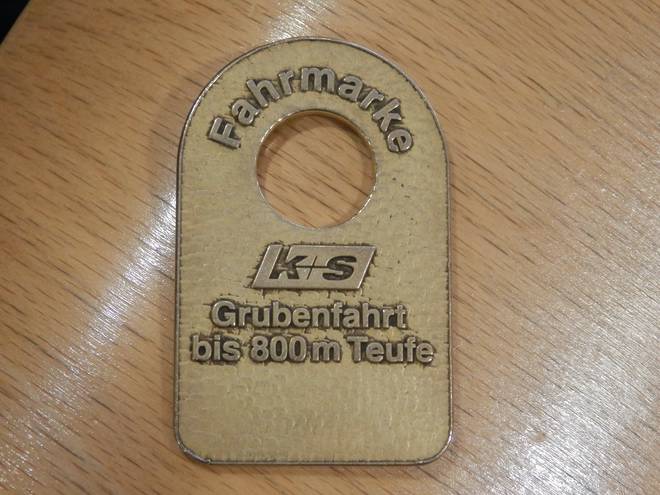 Fahrmarke
k+s
Grubenfahrt
bis 800m Teufe